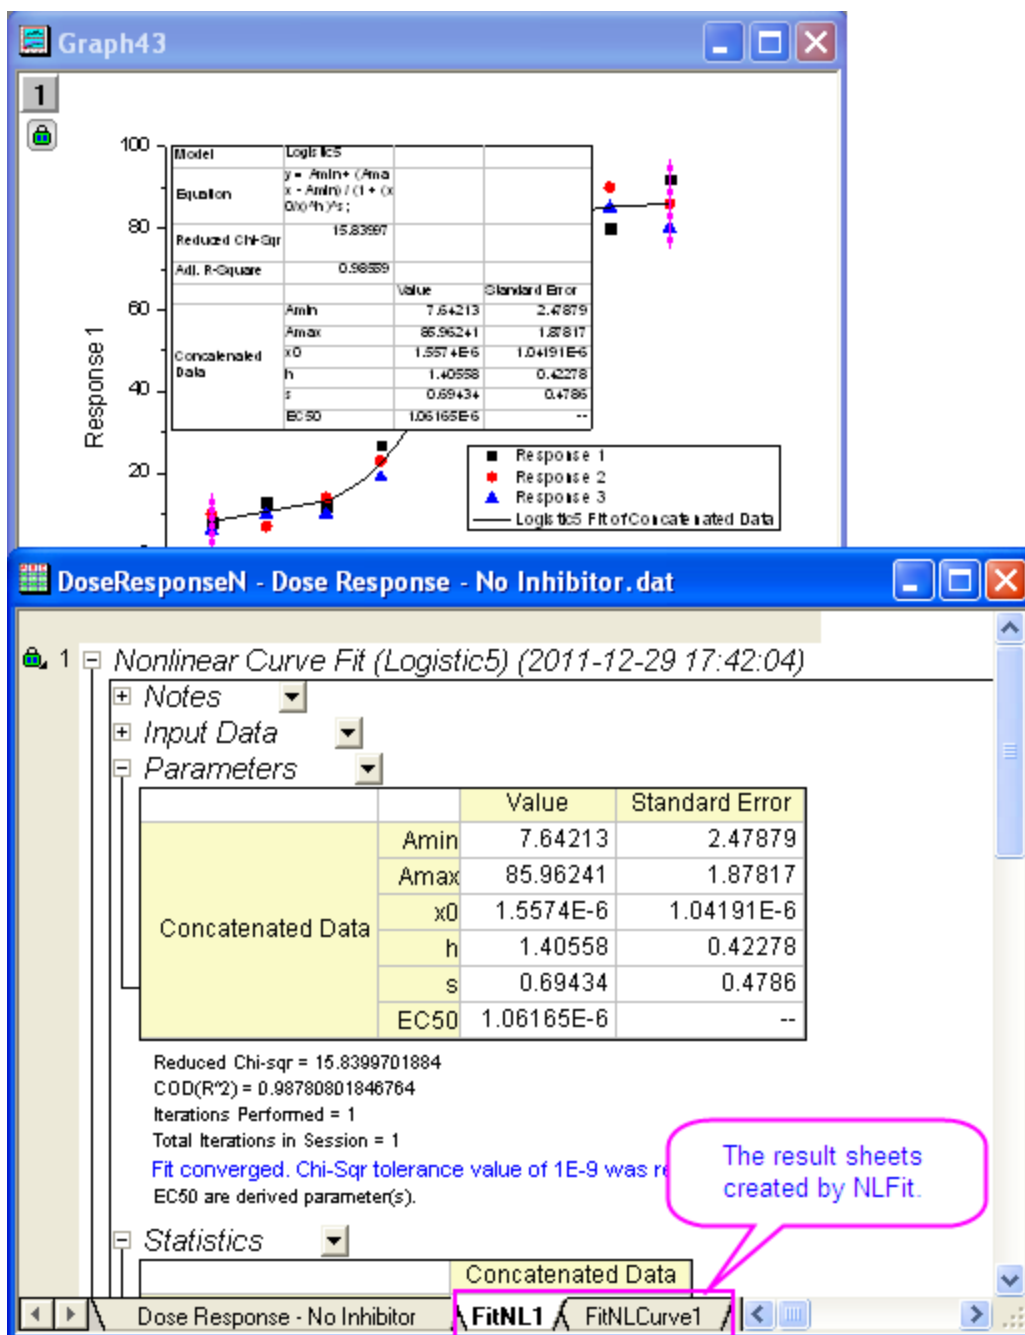 Graph43
1
100
80
60
40
20
Response 1
Model Logistic5
Equation y = Amin + (Amax - Amin) / (1 + (x0/x)^h)^s;
Reduced Chi-Sqr 15.83997
Adj. R-Square 0.98559
Value Standard Error
Concatenated Data
Amin 7.64213 2.47879
Amax 85.96241 1.87817
x0 1.5574E-6 1.04191E-6
h 1.40558 0.42278
s 0.69434 0.4786
EC50 1.06165E-6 --
Response 1
Response 2
Response 3
Logistic5 Fit of Concatenated Data
DoseResponseN - Dose Response - No Inhibitor.dat
1 Nonlinear Curve Fit (Logistic5) (2011-12-29 17:42:04)
Notes
Input Data
Parameters
Value Standard Error
Concatenated Data
Amin 7.64213 2.47879
Amax 85.96241 1.87817
x0 1.5574E-6 1.04191E-6
h 1.40558 0.42278
s 0.69434 0.4786
EC50 1.06165E-6 --
Reduced Chi-sqr = 15.8399701884
COD(R^2) = 0.98780801846764
Iterations Performed = 1
Total Iterations in Session = 1
Fit converged. Chi-Sqr tolerance value of 1E-9 was
EC50 are derived parameter(s).
The result sheets
created by NLFit.
Statistics
Concatenated Data
Dose Response - No Inhibitor FitNL1 FitNLCurve1